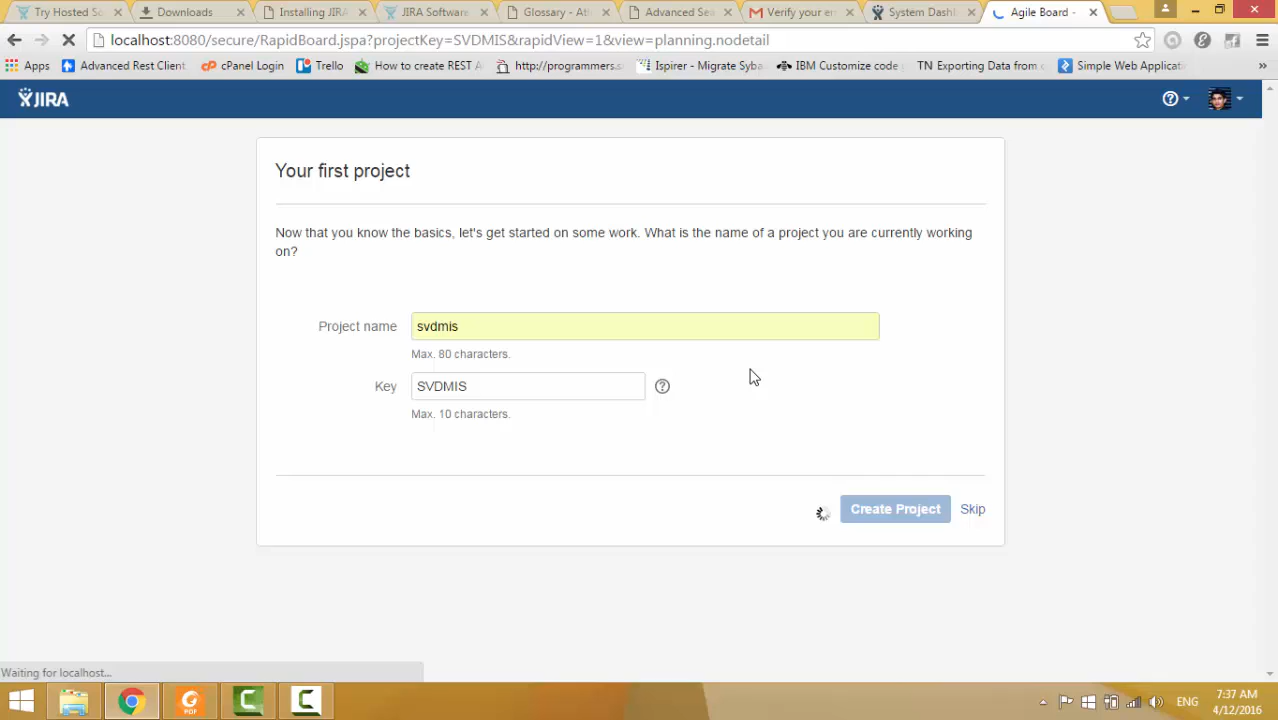 Try Hosted So
Downloads
Installing JIRA
JIRA Software
Glossary - Atl
Advanced Sea
Verify your em
System Dashb
Agile Board -
localhost:8080/secure/RapidBoard.jspa?projectKey=SVDMIS&rapidView=1&view=planning.nodetail
Apps
Advanced Rest Client
cPanel Login
Trello
How to create REST A
http://programmers.s
Ispirer - Migrate Syba
IBM Customize code
TN Exporting Data from
Simple Web Applicati
»
JIRA
Your first project
Now that you know the basics, let's get started on some work. What is the name of a project you are currently working
on?
Project name
svdmis
Max. 80 characters.
Key
SVDMIS
Max. 10 characters.
Create Project
Skip
Waiting for localhost...
PDF
ENG
7:37 AM
4/12/2016